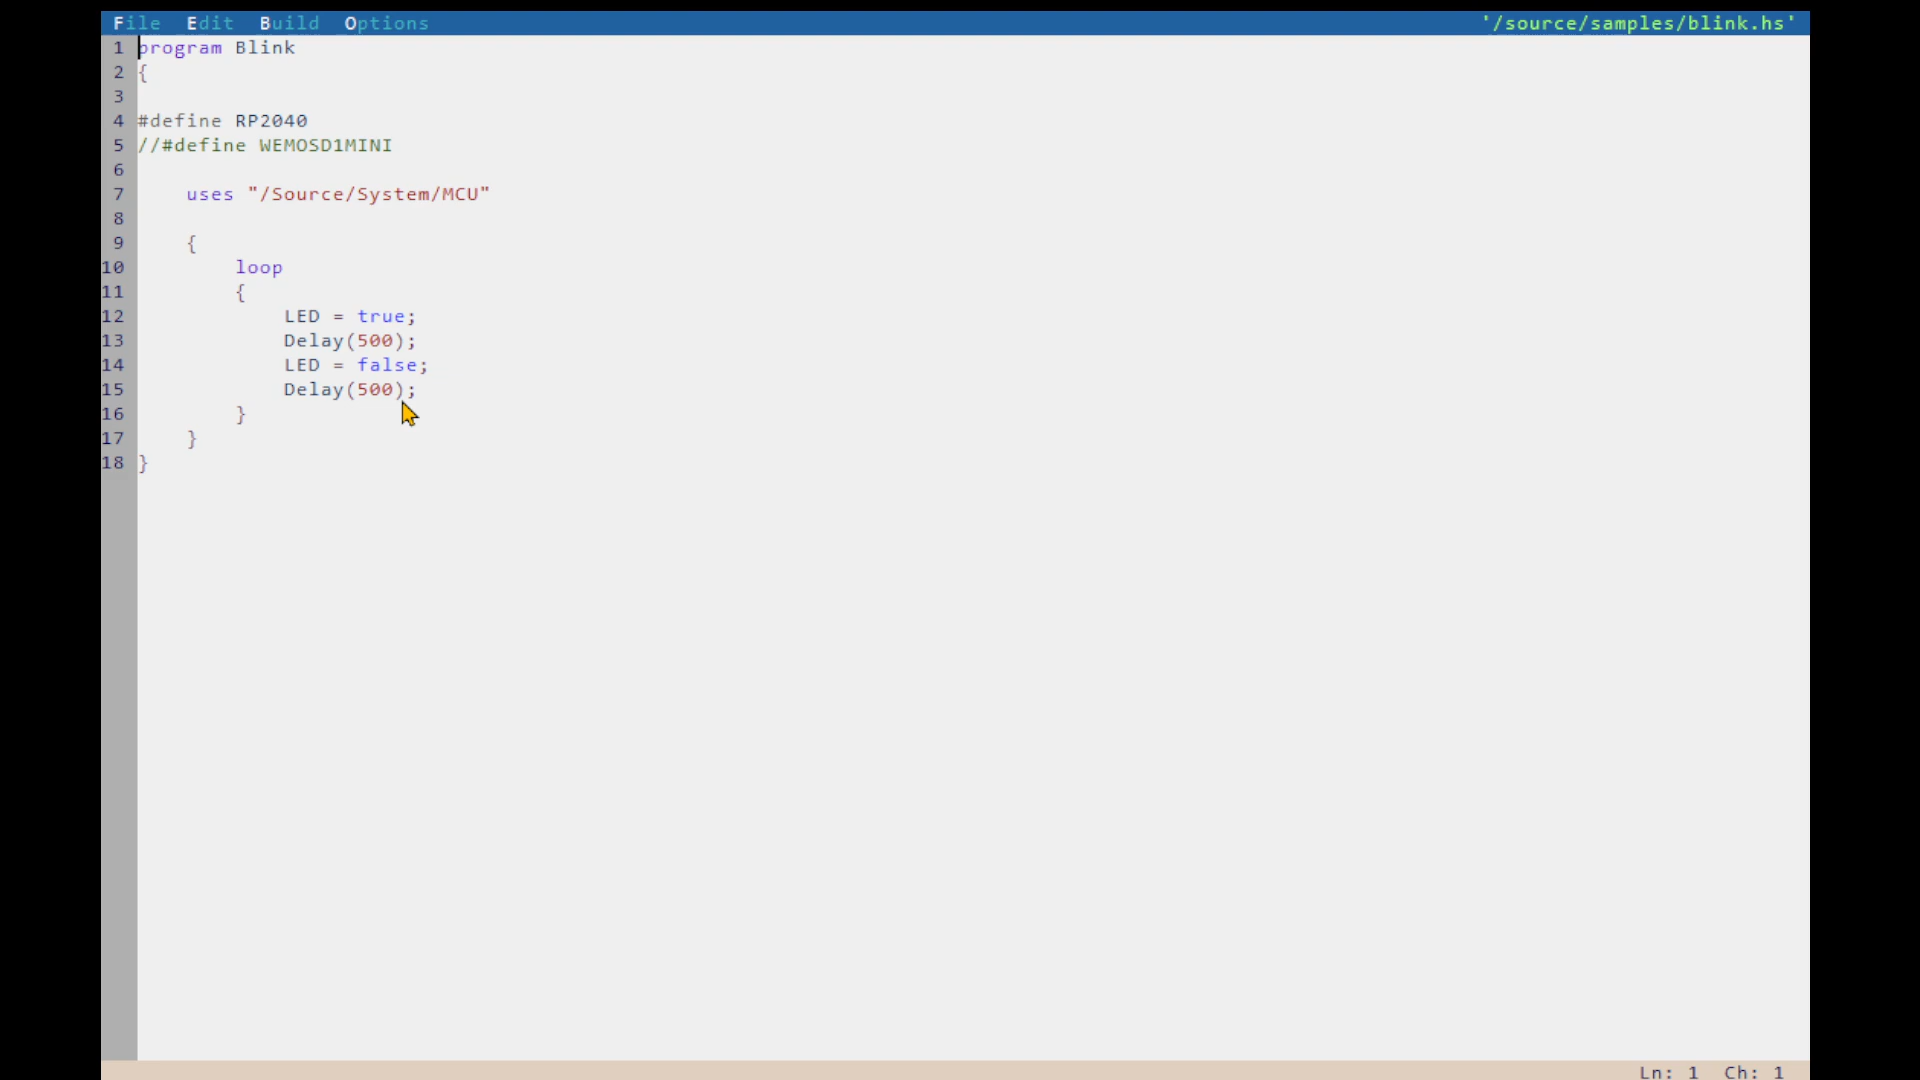 File Edit Build Options '/source/samples/blink.hs'
1 program Blink
2 {
3
4 #define RP2040
5 //#define WEMOSD1MINI
6
7     uses "/Source/System/MCU"
8
9     {
10         loop
11         {
12             LED = true;
13             Delay(500);
14             LED = false;
15             Delay(500);
16         }
17     }
18 }
Ln: 1 Ch: 1